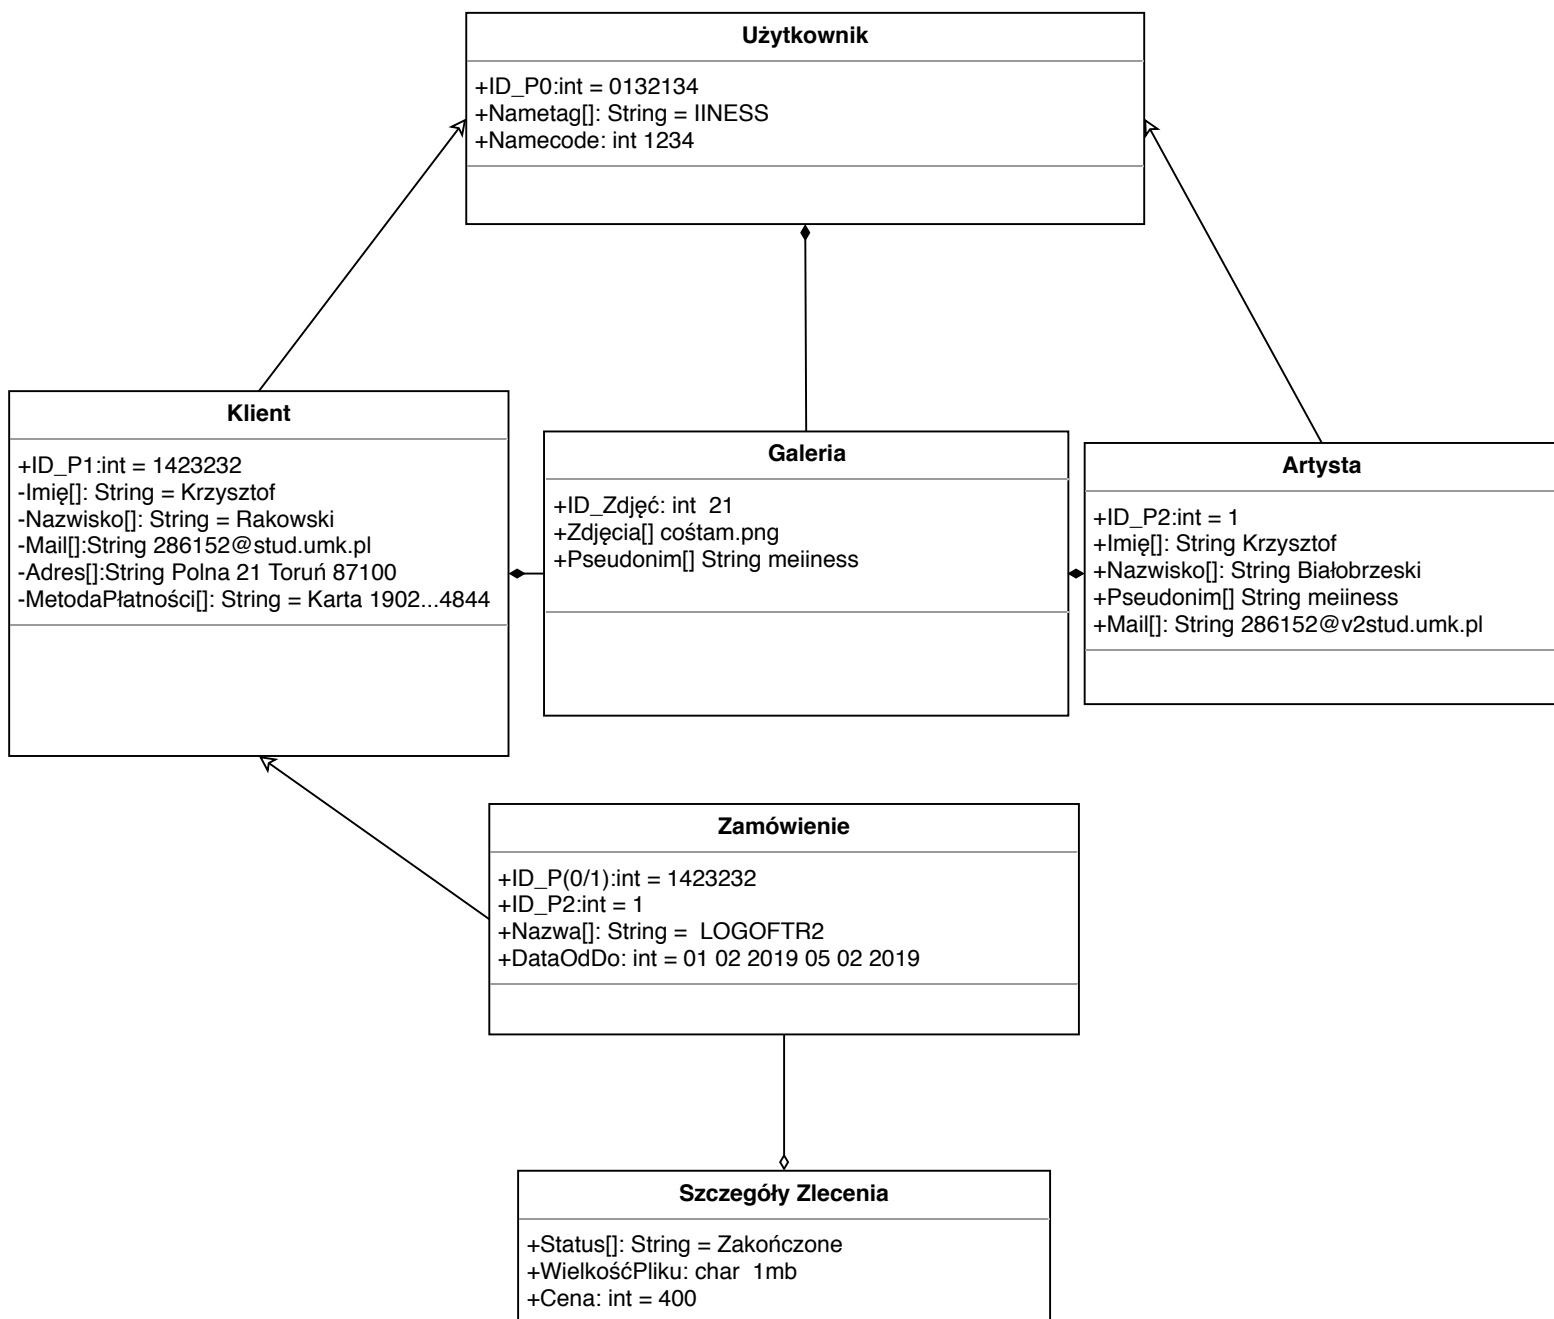 Użytkownik
+ID_P0:int = 0132134
+Nametag[]: String = IINESS
+Namecode: int 1234
Klient
+ID_P1:int = 1423232
-Imię[]: String = Krzysztof
-Nazwisko[]: String = Rakowski
-Mail[]:String 286152@stud.umk.pl
-Adres[]:String Polna 21 Toruń 87100
-MetodaPłatności[]: String = Karta 1902...4844
Galeria
+ID_Zdjęć: int  21
+Zdjęcia[] cośtam.png
+Pseudonim[] String meiiness
Artysta
+ID_P2:int = 1
+Imię[]: String Krzysztof
+Nazwisko[]: String Białobrzeski
+Pseudonim[] String meiiness
+Mail[]: String 286152@v2stud.umk.pl
Zamówienie
+ID_P(0/1):int = 1423232
+ID_P2:int = 1
+Nazwa[]: String =  LOGOFTR2
+DataOdDo: int = 01 02 2019 05 02 2019
Szczegóły Zlecenia
+Status[]: String = Zakończone
+WielkośćPliku: char  1mb
+Cena: int = 400